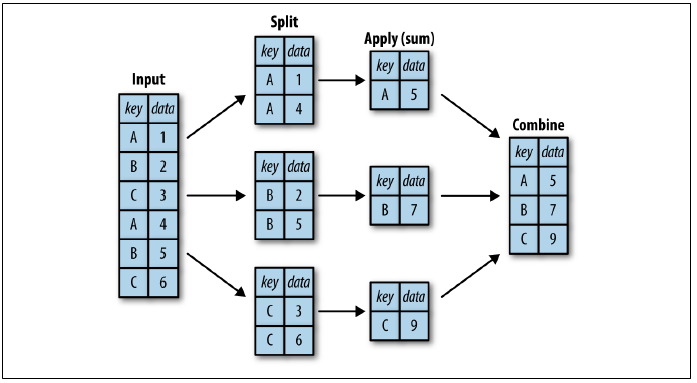 Input
key data
A 1
B 2
C 3
A 4
B 5
C 6
Split
key data
A 1
A 4
key data
B 2
B 5
key data
C 3
C 6
Apply (sum)
key data
A 5
key data
B 7
key data
C 9
Combine
key data
A 5
B 7
C 9